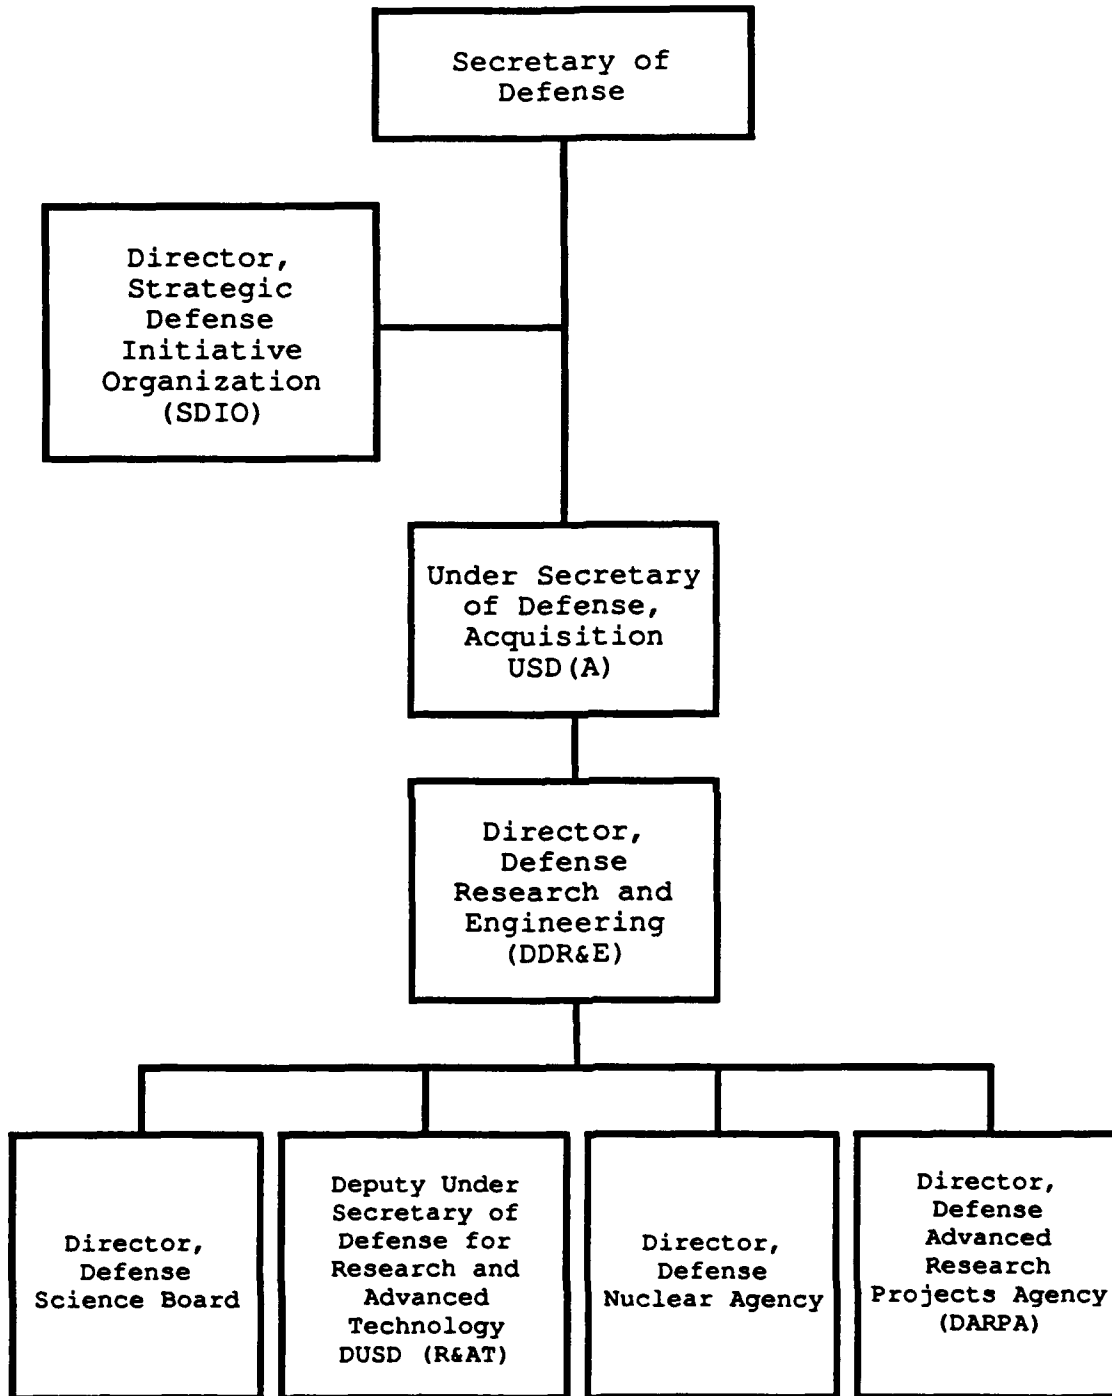 Secretary of
Defense
Director,
Strategic
Defense
Initiative
Organization
(SDIO)
Under Secretary
of Defense,
Acquisition
USD(A)
Director,
Defense
Research and
Engineering
(DDR&E)
Director,
Defense
Science Board
Deputy Under
Secretary of
Defense for
Research and
Advanced
Technology
DUSD (R&AT)
Director,
Defense
Nuclear Agency
Director,
Defense
Advanced
Research
Projects Agency
(DARPA)